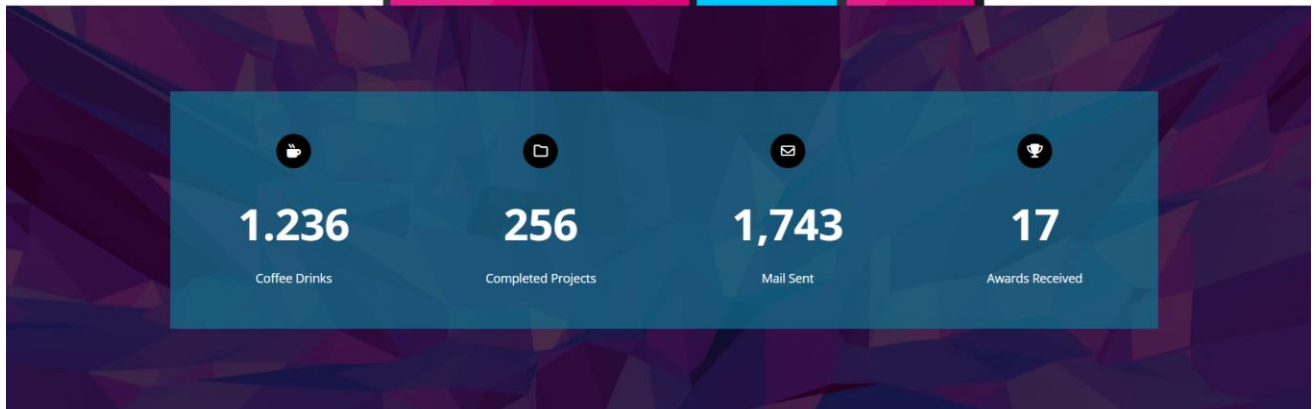 1.236
256
1,743
17
Coffee Drinks
Completed Projects
Mail Sent
Awards Received